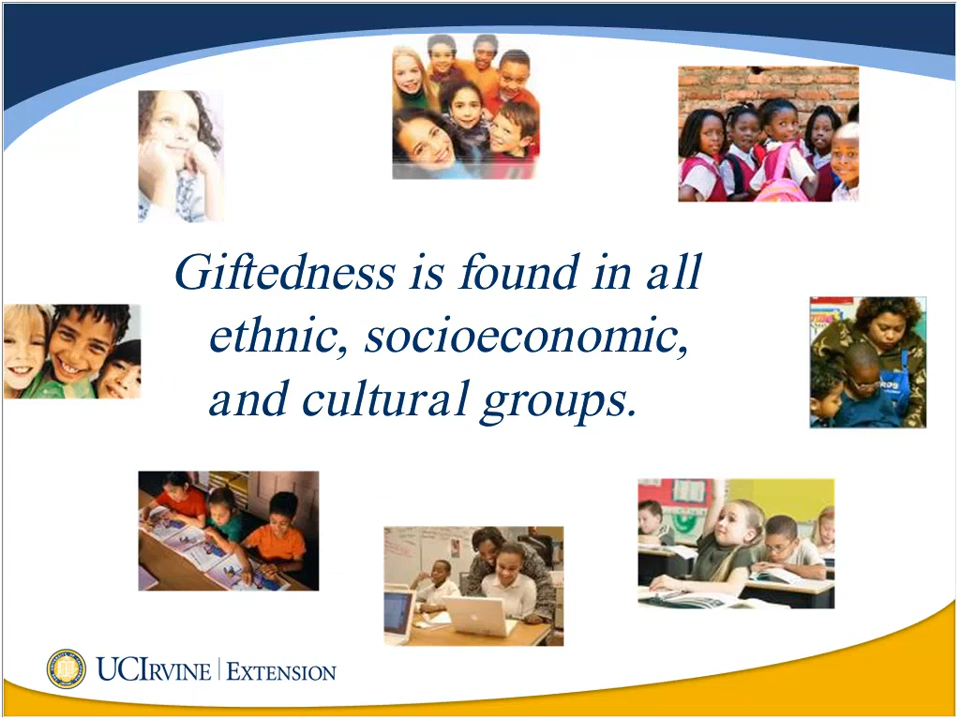 Giftedness is found in all
ethnic, socioeconomic,
and cultural groups.
UCIRVINE | EXTENSION